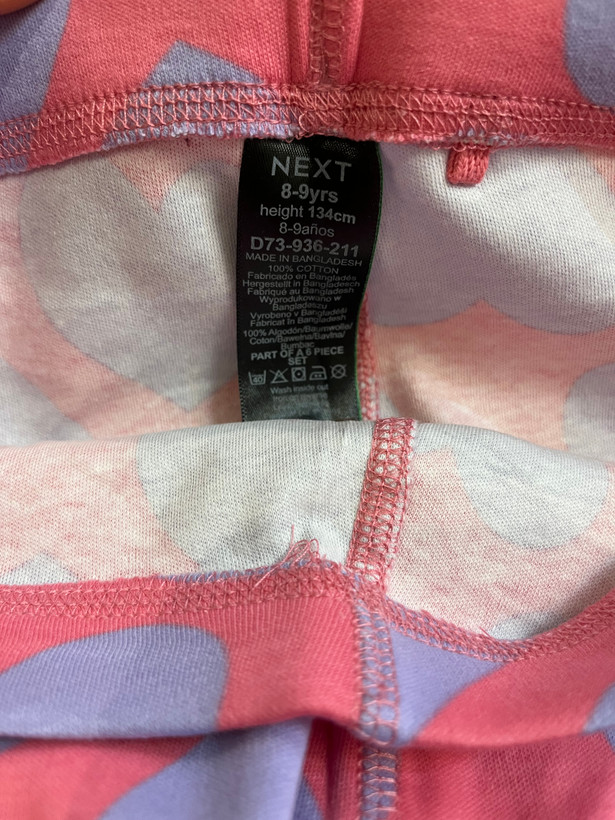 NEXT
8-9yrs
height 134cm
8-9años
D73-936-211
MADE IN BANGLADESH
100% COTTON
Fabricado en Bangladés
Hergestellt in Bangladesch
Fabriqué au Bangladesh
Wyprodukowano w
Bangladeszu
Vyrobeno v Bangladéši
Fabricat în Bangladesh
100% Algodón/Baumwolle/
Coton/Bawełna/Bavlna/
Bumbac
PART OF A 6 PIECE
SET
40
Wash inside out